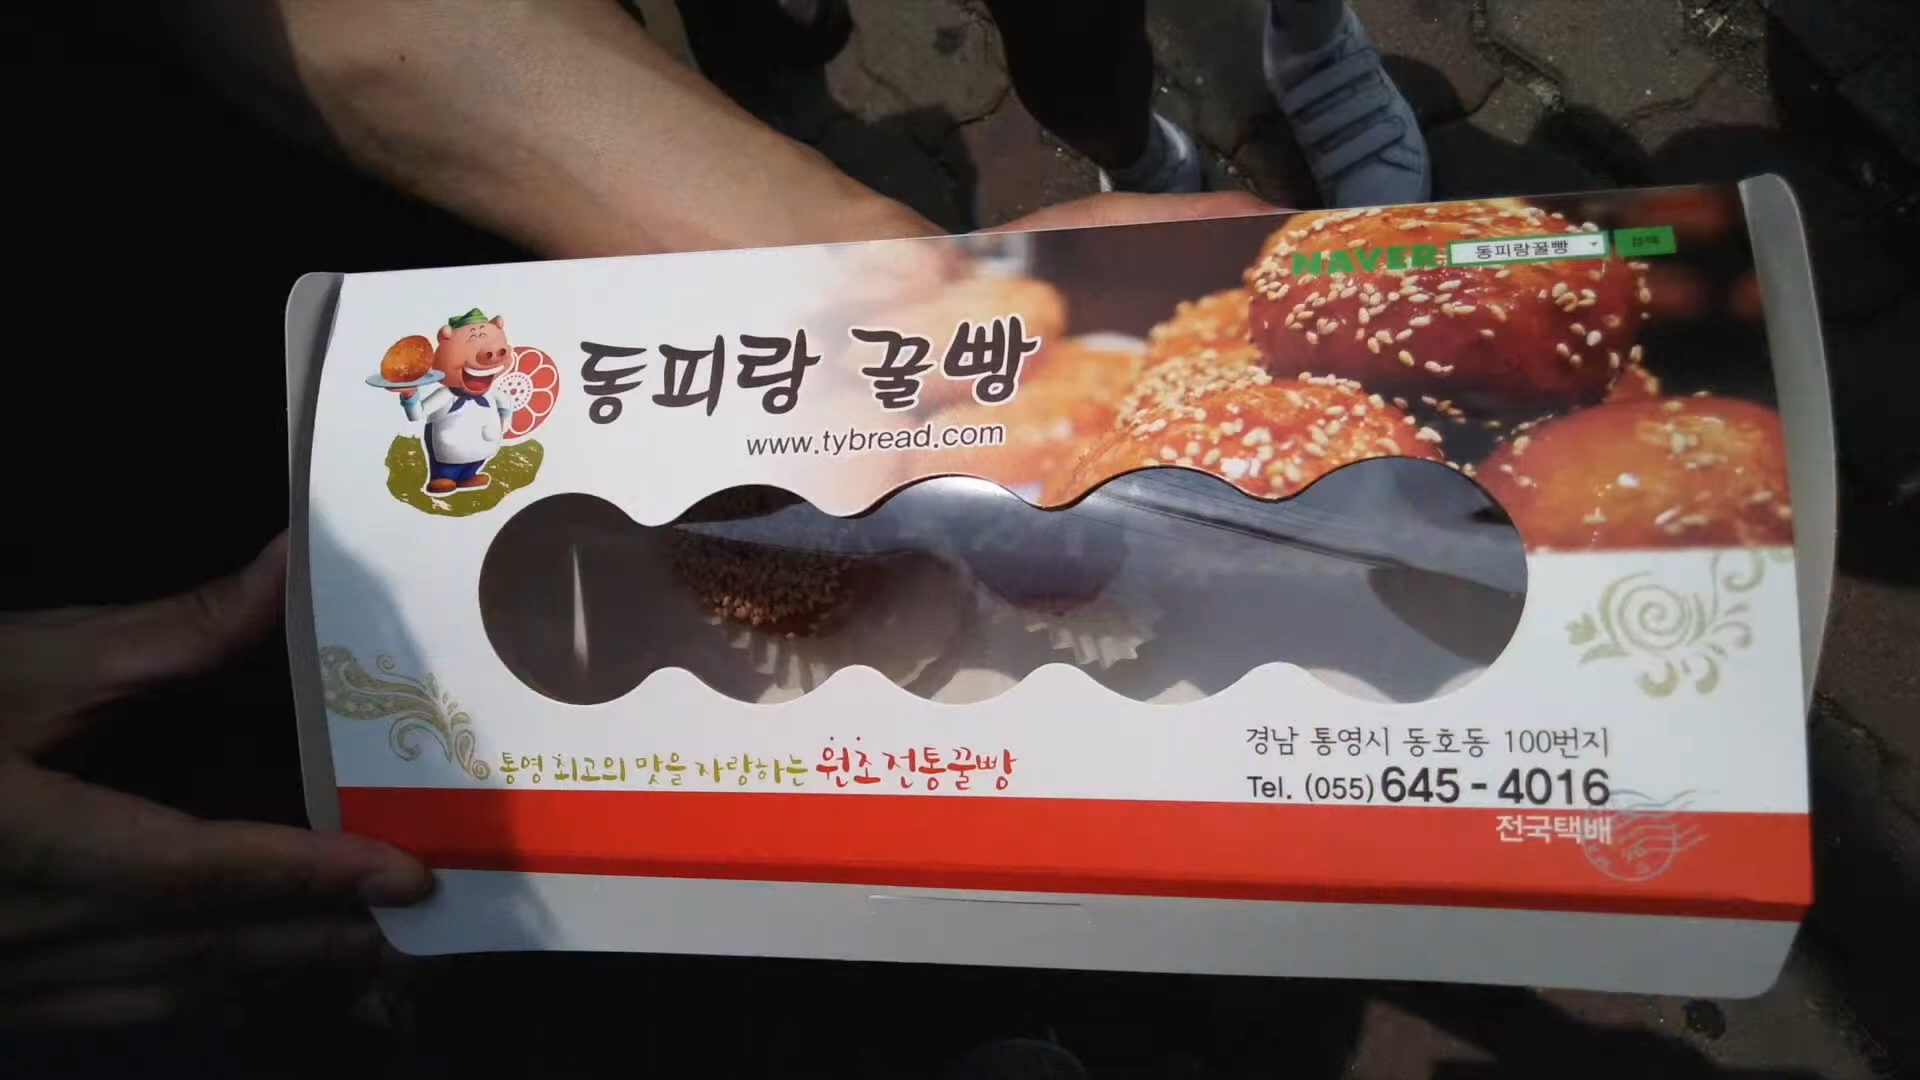 NAVER 동피랑꿀빵
동피랑 꿀빵
www.tybread.com
통영 최고의 맛을 자랑하는 원조전통꿀빵
경남 통영시 동호동 100번지
Tel. (055) 645-4016
전국택배